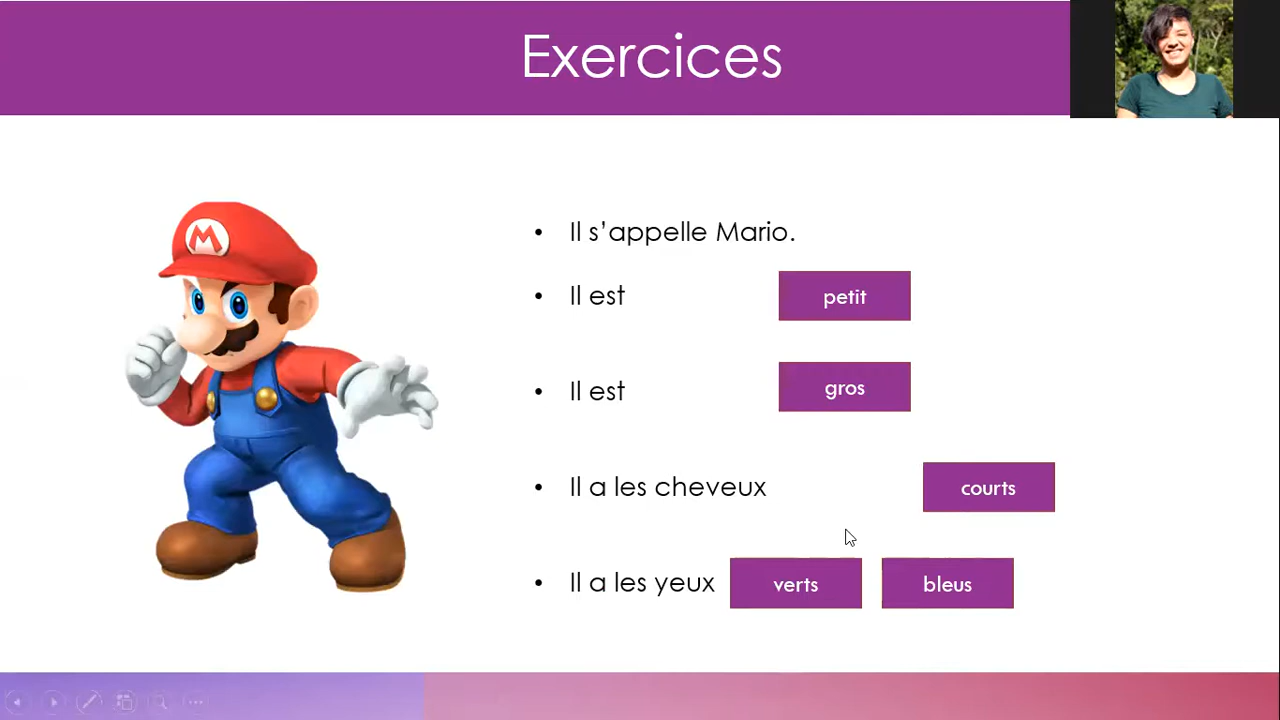 Exercices
M
• Il s’appelle Mario.
• Il est petit
• Il est gros
• Il a les cheveux courts
• Il a les yeux verts bleus